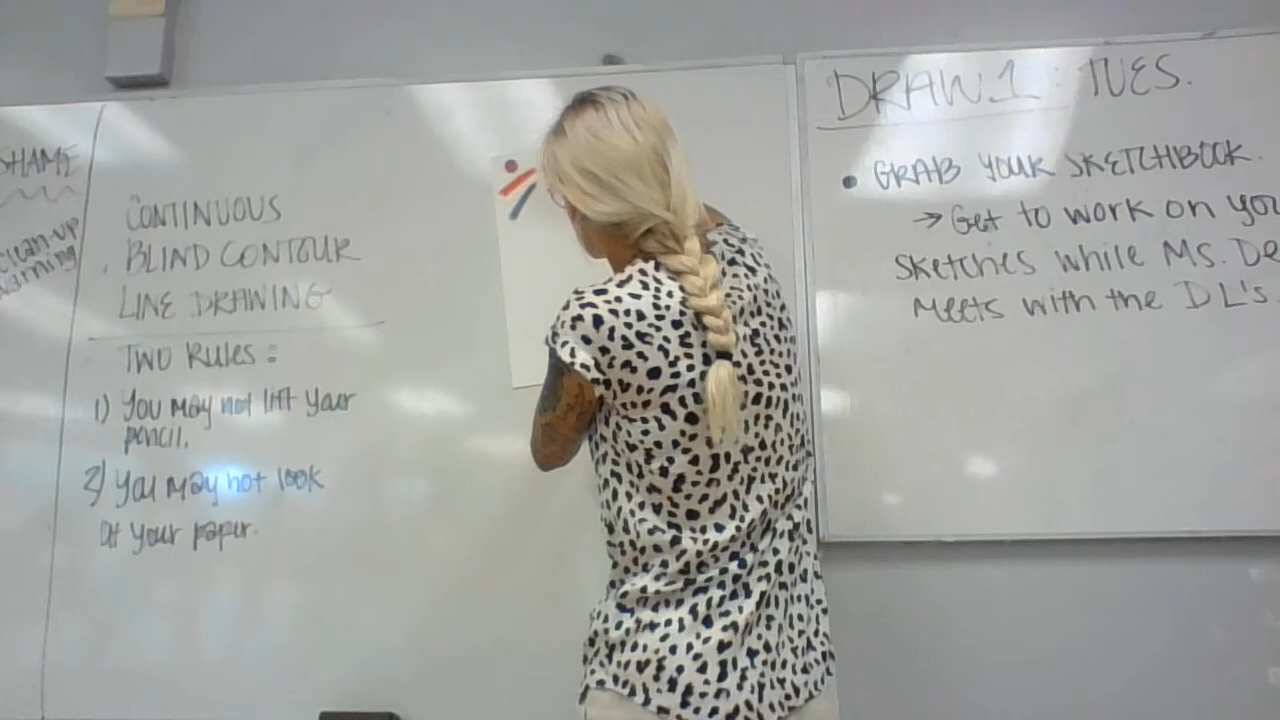 SHAME
clean-up
warning
CONTINUOUS
BLIND CONTOUR
LINE DRAWING
TWO RULES:
1) You may not lift your
pencil.
2) You may not look
at your paper.
DRAW 1: TUES.
• GRAB YOUR SKETCHBOOK.
→ Get to work on
sketches while Ms.
Meets with the DL's